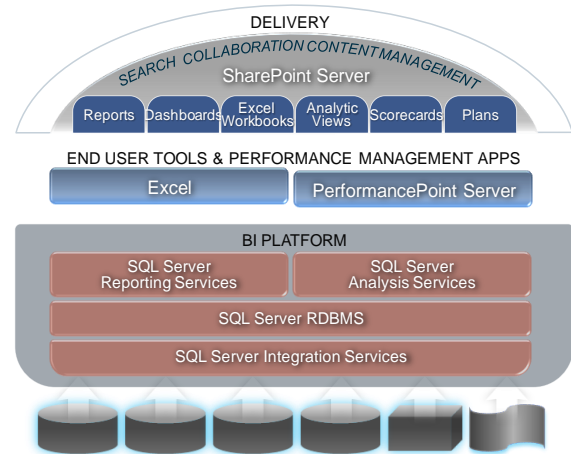 DELIVERY
SEARCH COLLABORATION CONTENT MANAGEMENT
SharePoint Server
Reports
Dashboards
Excel
Workbooks
Analytic
Views
Scorecards
Plans
END USER TOOLS & PERFORMANCE MANAGEMENT APPS
Excel
PerformancePoint Server
BI PLATFORM
SQL Server
Reporting Services
SQL Server
Analysis Services
SQL Server RDBMS
SQL Server Integration Services